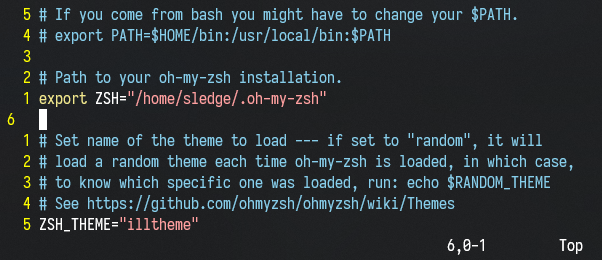 5 # If you come from bash you might have to change your $PATH.
4 # export PATH=$HOME/bin:/usr/local/bin:$PATH
3
2 # Path to your oh-my-zsh installation.
1 export ZSH="/home/sledge/.oh-my-zsh"
6
1 # Set name of the theme to load --- if set to "random", it will
2 # load a random theme each time oh-my-zsh is loaded, in which case,
3 # to know which specific one was loaded, run: echo $RANDOM_THEME
4 # See https://github.com/ohmyzsh/ohmyzsh/wiki/Themes
5 ZSH_THEME="illtheme"
6,0-1 Top